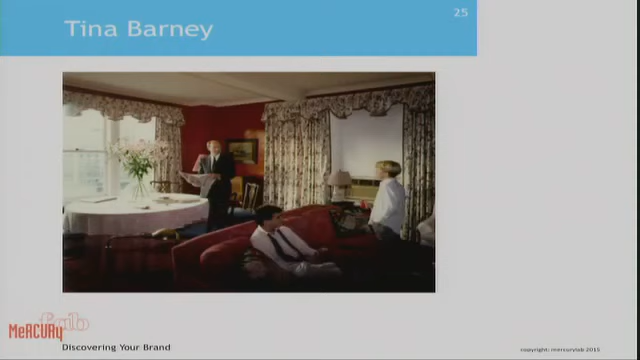 25
Tina Barney
MeRCURy
lab
Discovering Your Brand
copyright: mercurylab 2015